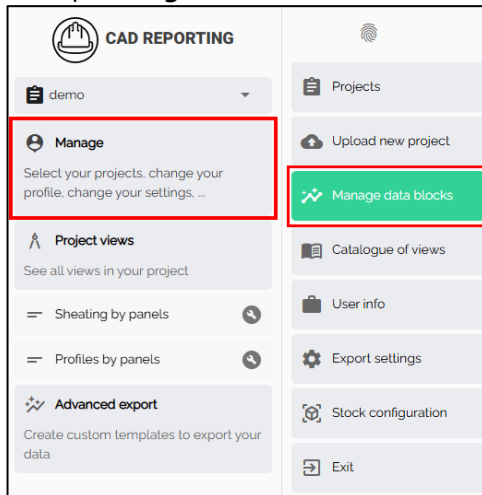 CAD REPORTING
demo
Manage
Select your projects, change your
profile, change your settings, ...
Project views
See all views in your project
Sheating by panels
Profiles by panels
Advanced export
Create custom templates to export your
data
Projects
Upload new project
Manage data blocks
Catalogue of views
User info
Export settings
Stock configuration
Exit